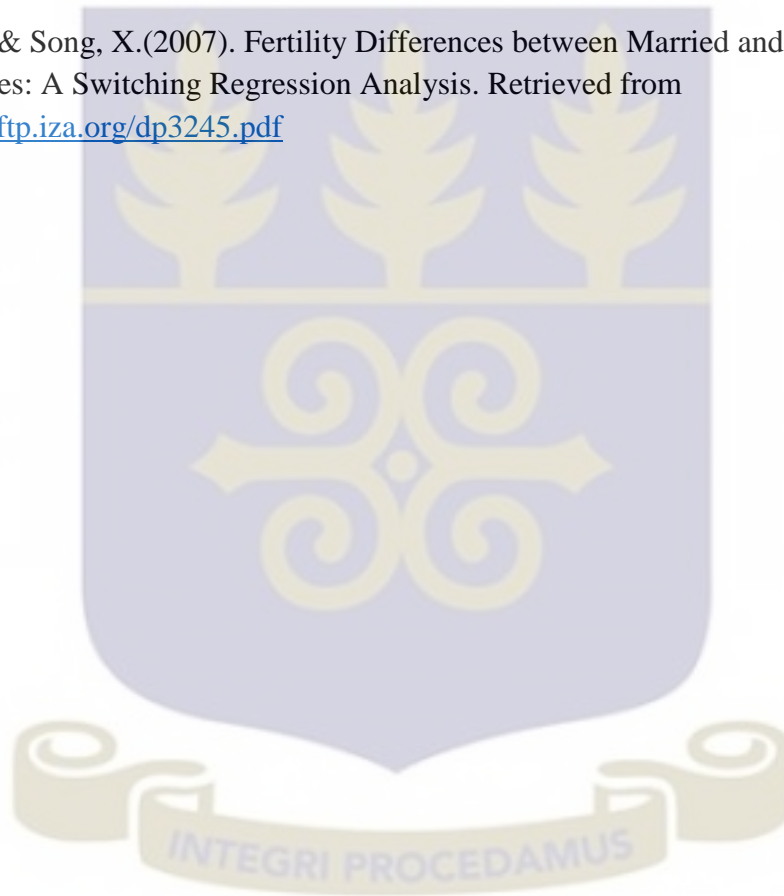 & Song, X.(2007). Fertility Differences between Married and
es: A Switching Regression Analysis. Retrieved from
ftp.iza.org/dp3245.pdf
INTEGRI PROCEDAMUS